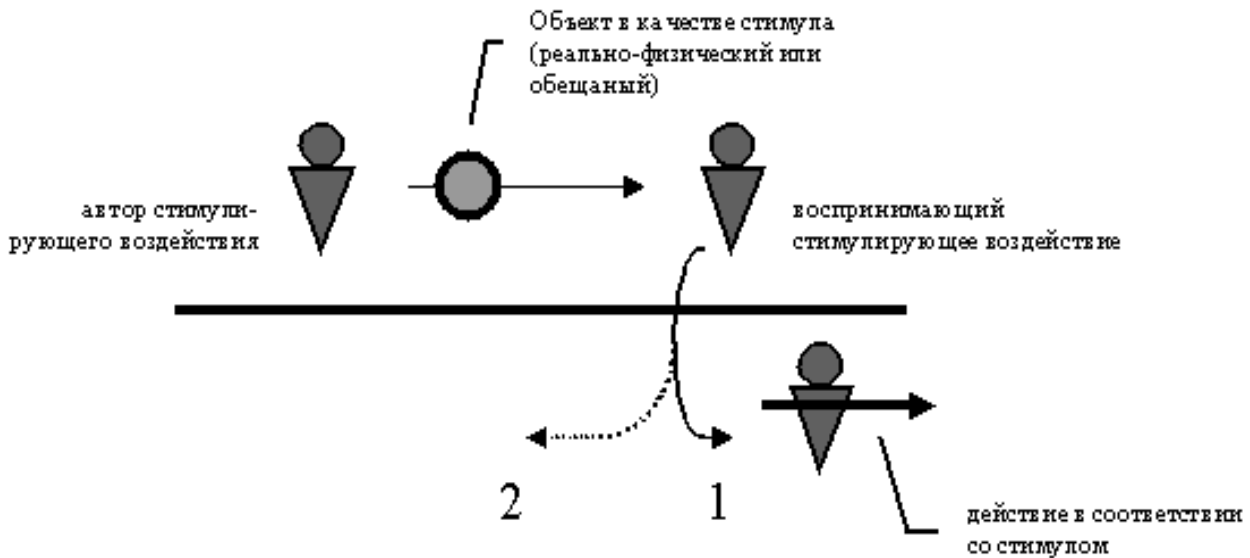 Объект в качестве стимула
(реально-физический или
обещаный)
автор стимули-
рующего воздействия
воспринимающий
стимулирующее воздействие
2
1
действие в соответствии
со стимулом